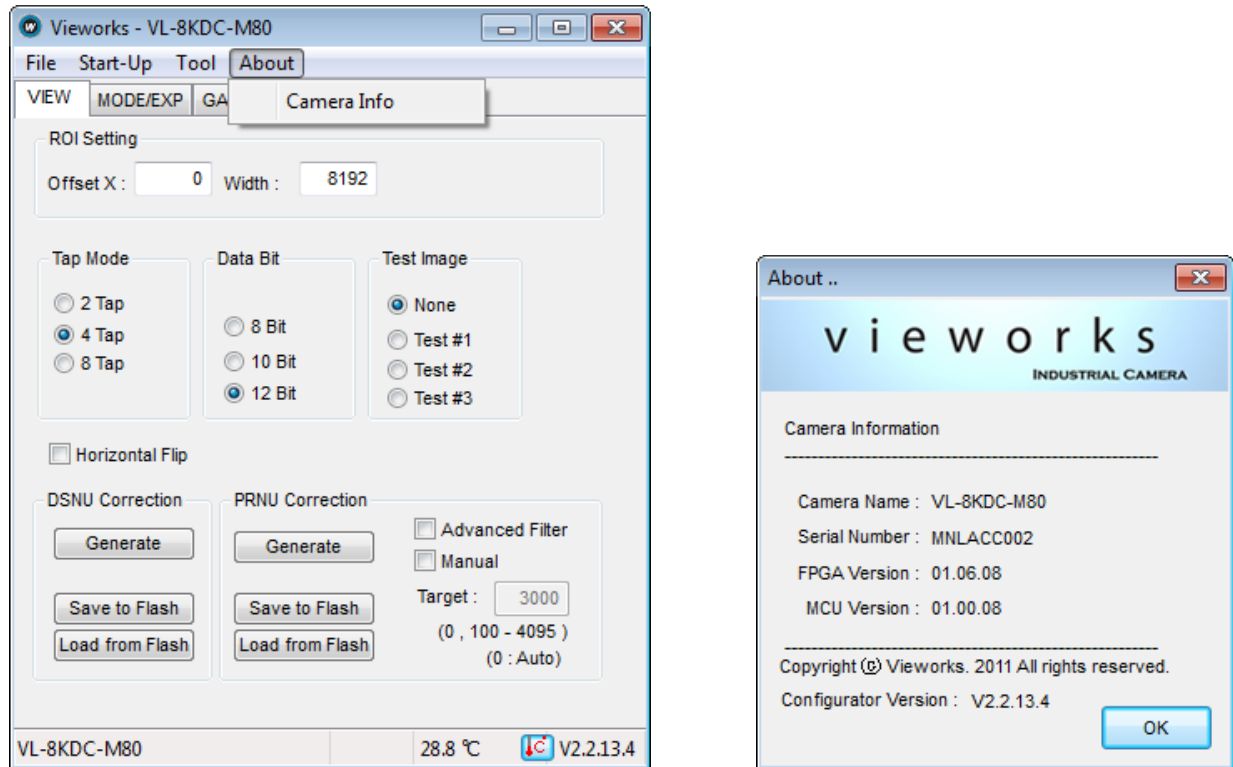 Vieworks - VL-8KDC-M80
File Start-Up Tool About
VIEW MODE/EXP GA
Camera Info
ROI Setting
Offset X : 0 Width : 8192
Tap Mode Data Bit Test Image
2 Tap
4 Tap
8 Tap
8 Bit
10 Bit
12 Bit
None
Test #1
Test #2
Test #3
Horizontal Flip
DSNU Correction
Generate
Save to Flash
Load from Flash
PRNU Correction
Generate
Save to Flash
Load from Flash
Advanced Filter
Manual
Target : 3000
(0 , 100 - 4095 )
(0 : Auto)
VL-8KDC-M80 28.8 ℃ C V2.2.13.4
About ..
vieworks
INDUSTRIAL CAMERA
Camera Information
--------------------------------------------------------
Camera Name : VL-8KDC-M80
Serial Number : MNLACC002
FPGA Version : 01.06.08
MCU Version : 01.00.08
--------------------------------------------------------
Copyright ⓒ Vieworks. 2011 All rights reserved.
Configurator Version : V2.2.13.4
OK